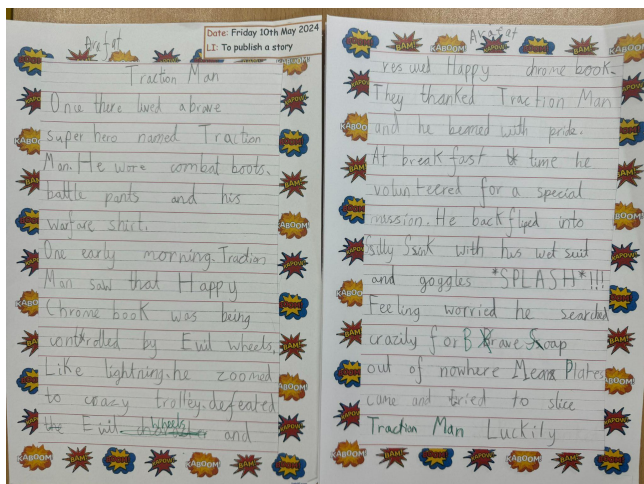 Arafat
Date: Friday 10th May 2024
LI: To publish a story
Traction Man
Once there lived a brave
super hero named Traction
Man. He wore combat boots.
battle pants and his
warfare shirt.
One early morning. Traction
Man saw that Happy
Chrome book was being
controlled by Evil Wheels.
Like lightning. he zoomed
to crazy trolley. defeated
the Evil Wheels and
Arafat
resuwed Happy chrome book.
They thanked Traction Man
and he beamed with pride.
At break fast time he
volunteered for a special
mission. He back fliped into
Silly Sink with his wet suit
and goggles *SPLASH*!!!
Feeling worried he searched
crazily for Brave Soap
out of nowhere Mean Plates
came and tried to slice
Traction Man Luckily
KABOOM! BAM! KAPOW!